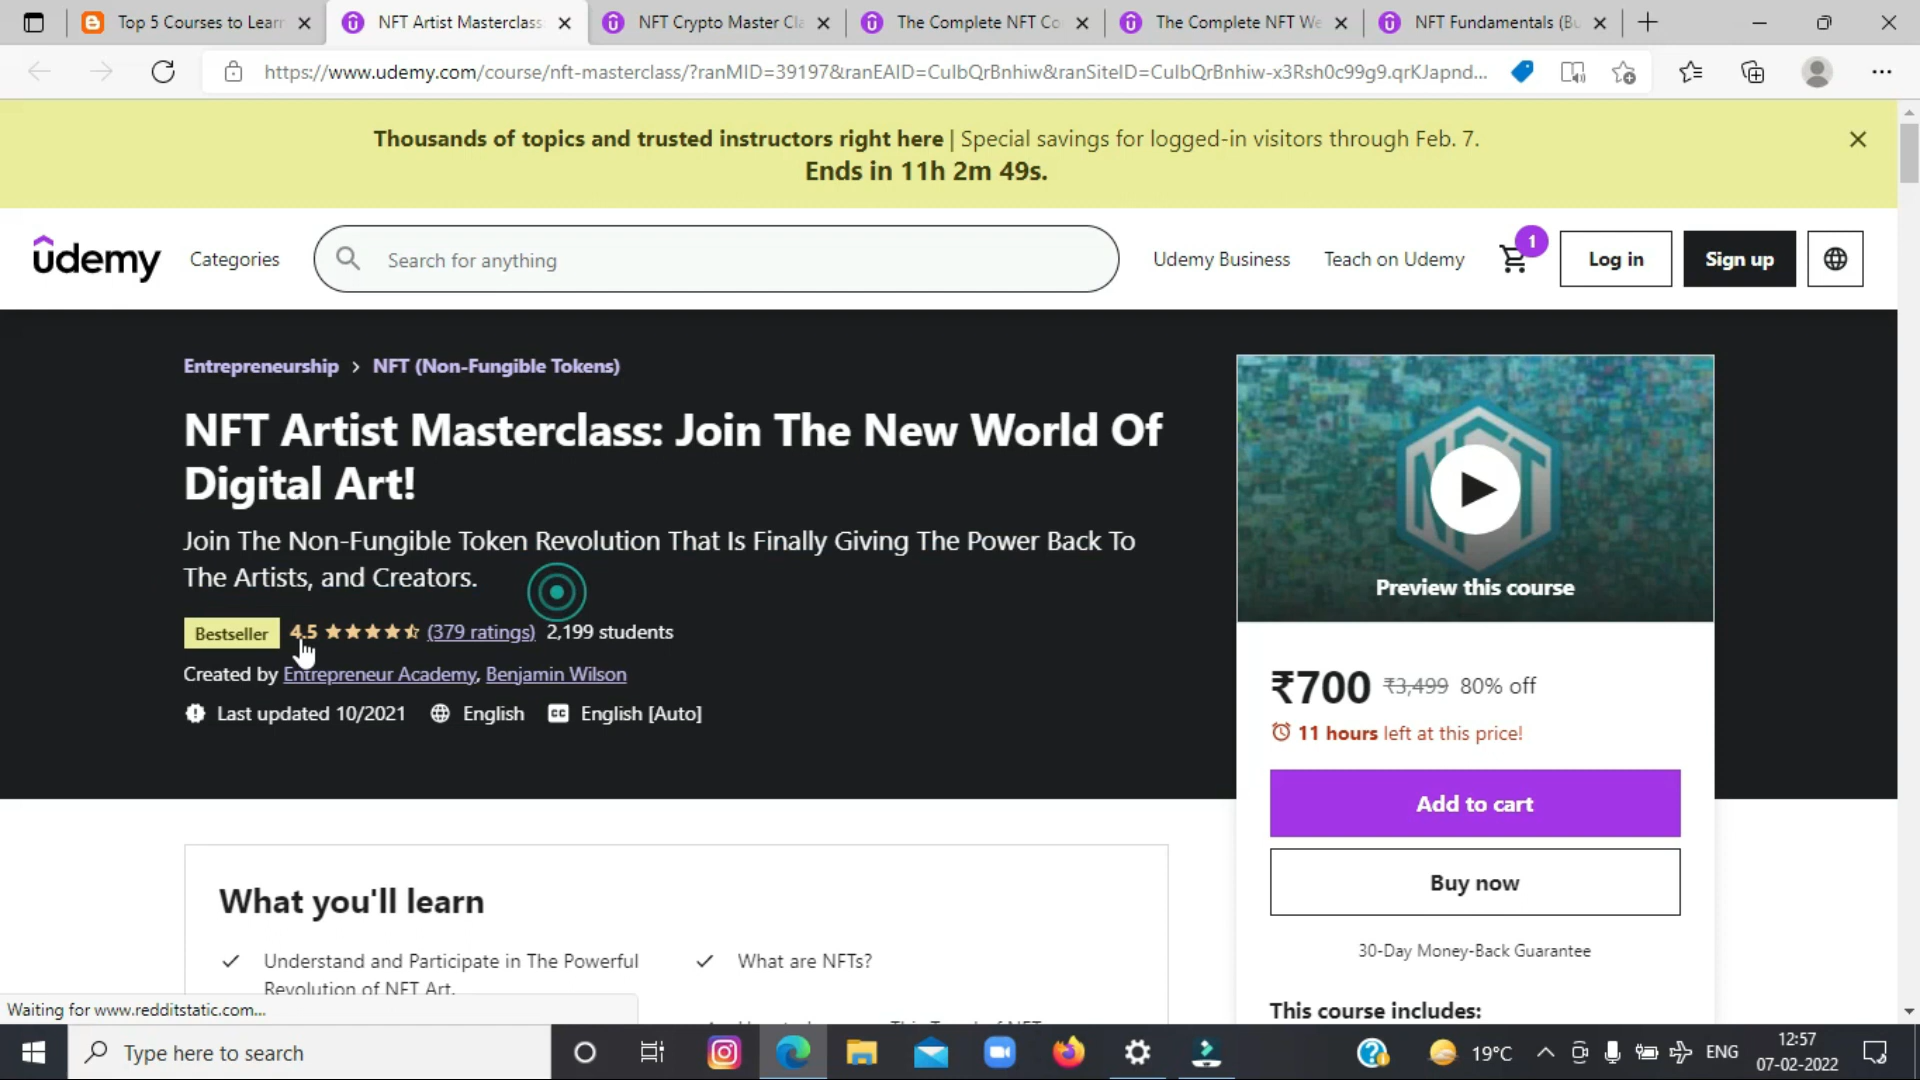 Top 5 Courses to Lear
NFT Artist Masterclass
NFT Crypto Master Cl
The Complete NFT Co
The Complete NFT We
NFT Fundamentals (Bu
https://www.udemy.com/course/nft-masterclass/?ranMID=39197&ranEAID=CulbQrBnhiw&ranSiteID=CulbQrBnhiw-x3Rsh0c99g9.qrKJapnd...
Thousands of topics and trusted instructors right here | Special savings for logged-in visitors through Feb. 7.
Ends in 11h 2m 49s.
udemy
Categories
Search for anything
Udemy Business
Teach on Udemy
1
Log in
Sign up
Entrepreneurship > NFT (Non-Fungible Tokens)
NFT Artist Masterclass: Join The New World Of
Digital Art!
Join The Non-Fungible Token Revolution That Is Finally Giving The Power Back To
The Artists, and Creators.
Bestseller 4.5 (379 ratings) 2,199 students
Created by Entrepreneur Academy, Benjamin Wilson
Last updated 10/2021 English CC English [Auto]
NFT
Preview this course
₹700 ₹3,499 80% off
11 hours left at this price!
Add to cart
Buy now
30-Day Money-Back Guarantee
This course includes:
What you'll learn
Understand and Participate in The Powerful
Revolution of NFT Art.
What are NFTs?
Waiting for www.redditstatic.com...
Type here to search
19°C
ENG
12:57
07-02-2022